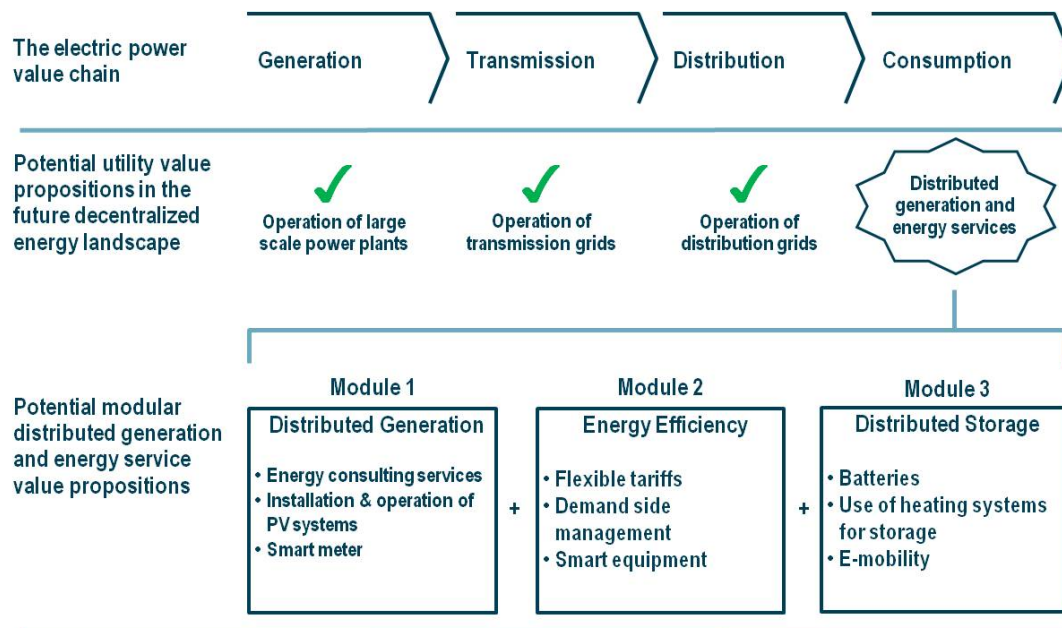 The electric power
value chain
Generation
Transmission
Distribution
Consumption
Potential utility value
propositions in the
future decentralized
energy landscape
Operation of large
scale power plants
Operation of
transmission grids
Operation of
distribution grids
Distributed
generation and
energy services
Potential modular
distributed generation
and energy service
value propositions
Module 1
Distributed Generation
• Energy consulting services
• Installation & operation of
PV systems
• Smart meter
+
Module 2
Energy Efficiency
• Flexible tariffs
• Demand side
management
• Smart equipment
+
Module 3
Distributed Storage
• Batteries
• Use of heating systems
for storage
• E-mobility